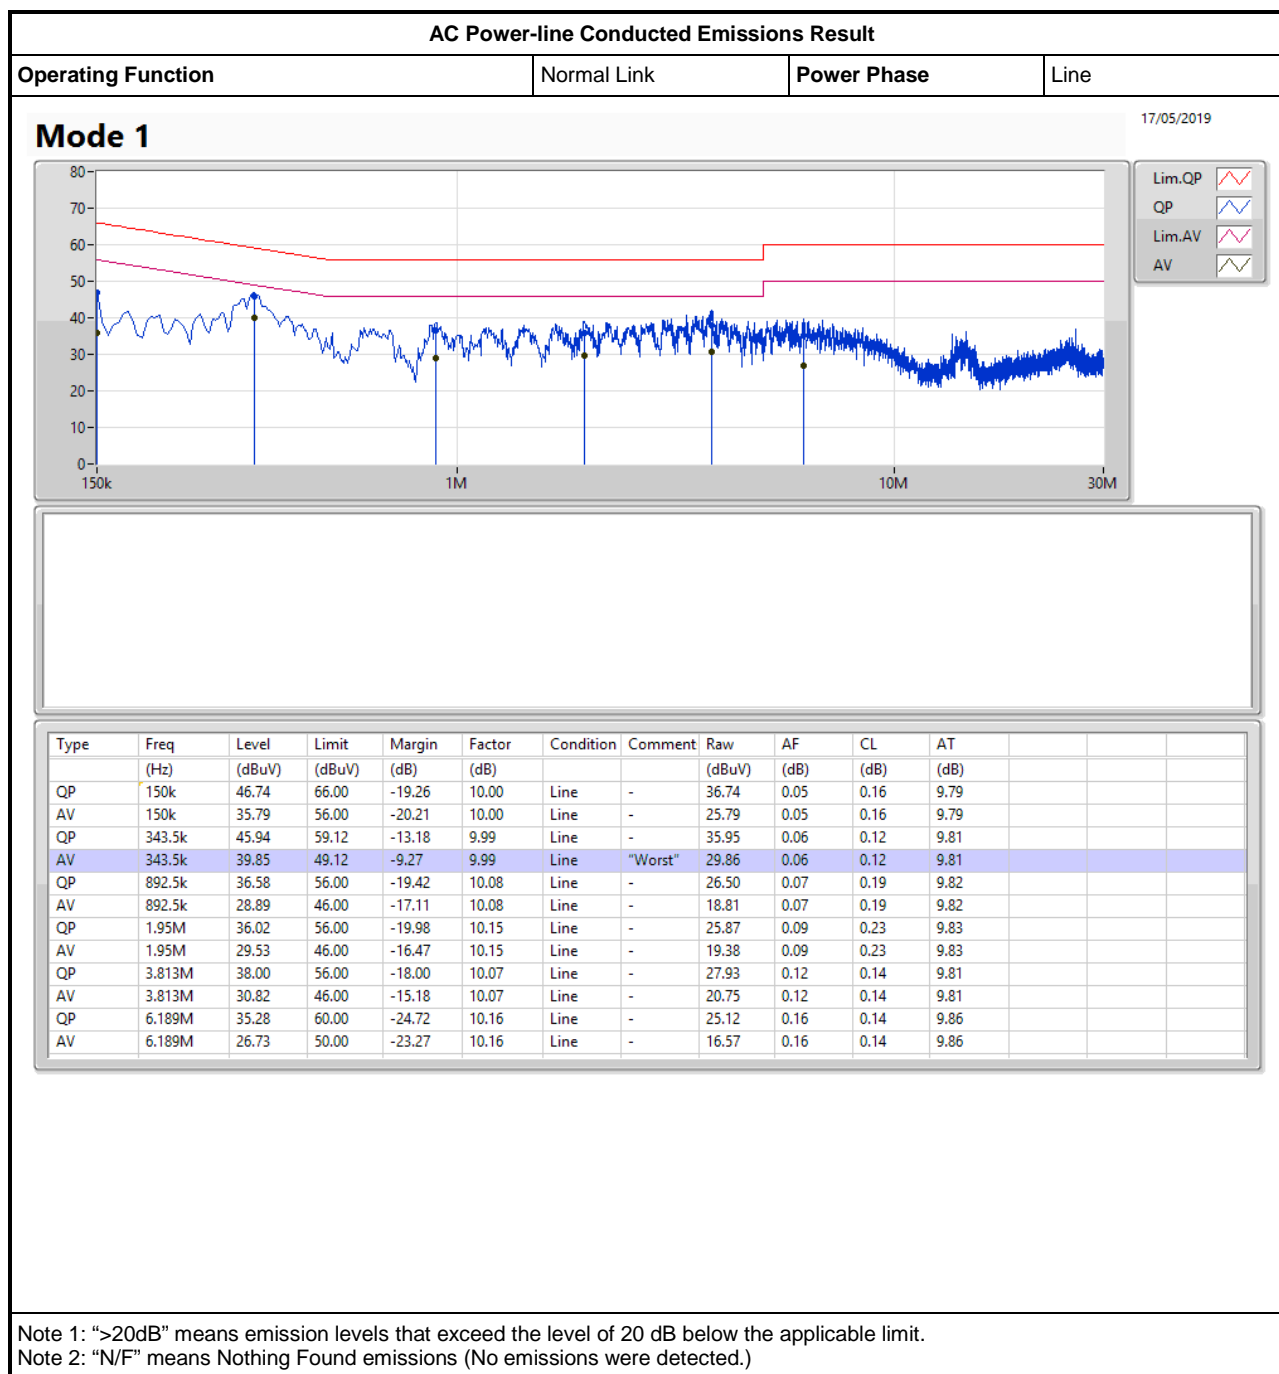 AC Power-line Conducted Emissions Result
Operating Function Normal Link Power Phase Line
17/05/2019
Mode 1
80
70
60
50
40
30
20
10
0
150k 1M 10M 30M
Lim.QP
QP
Lim.AV
AV
Type Freq Level Limit Margin Factor Condition Comment Raw AF CL AT
(Hz) (dBuV) (dBuV) (dB) (dB) (dBuV) (dB) (dB) (dB)
QP 150k 46.74 66.00 -19.26 10.00 Line - 36.74 0.05 0.16 9.79
AV 150k 35.79 56.00 -20.21 10.00 Line - 25.79 0.05 0.16 9.79
QP 343.5k 45.94 59.12 -13.18 9.99 Line - 35.95 0.06 0.12 9.81
AV 343.5k 39.85 49.12 -9.27 9.99 Line "Worst" 29.86 0.06 0.12 9.81
QP 892.5k 36.58 56.00 -19.42 10.08 Line - 26.50 0.07 0.19 9.82
AV 892.5k 28.89 46.00 -17.11 10.08 Line - 18.81 0.07 0.19 9.82
QP 1.95M 36.02 56.00 -19.98 10.15 Line - 25.87 0.09 0.23 9.83
AV 1.95M 29.53 46.00 -16.47 10.15 Line - 19.38 0.09 0.23 9.83
QP 3.813M 38.00 56.00 -18.00 10.07 Line - 27.93 0.12 0.14 9.81
AV 3.813M 30.82 46.00 -15.18 10.07 Line - 20.75 0.12 0.14 9.81
QP 6.189M 35.28 60.00 -24.72 10.16 Line - 25.12 0.16 0.14 9.86
AV 6.189M 26.73 50.00 -23.27 10.16 Line - 16.57 0.16 0.14 9.86
Note 1: “>20dB” means emission levels that exceed the level of 20 dB below the applicable limit.
Note 2: “N/F” means Nothing Found emissions (No emissions were detected.)